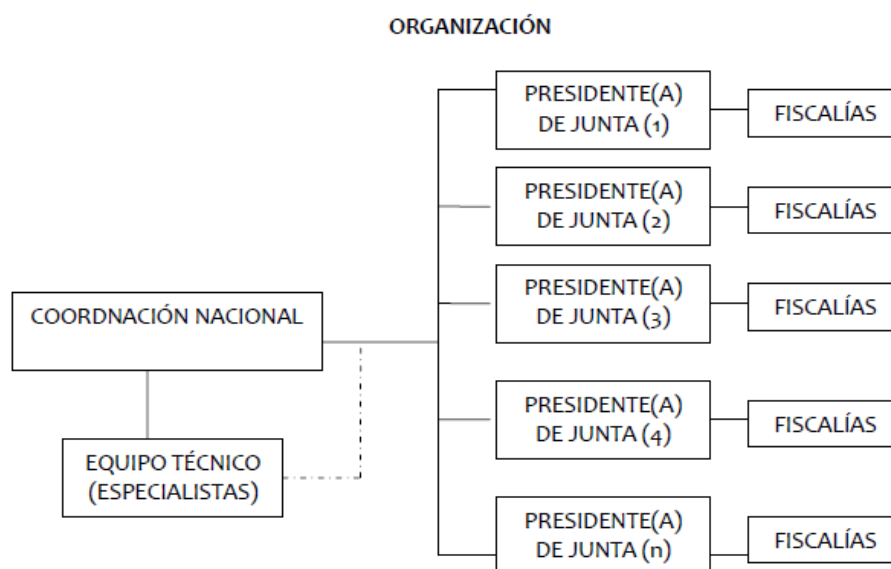 ORGANIZACIÓN
PRESIDENTE(A)
DE JUNTA (1)
FISCALÍAS
PRESIDENTE(A)
DE JUNTA (2)
FISCALÍAS
PRESIDENTE(A)
DE JUNTA (3)
FISCALÍAS
COORDNACIÓN NACIONAL
PRESIDENTE(A)
DE JUNTA (4)
FISCALÍAS
EQUIPO TÉCNICO
(ESPECIALISTAS)
PRESIDENTE(A)
DE JUNTA (n)
FISCALÍAS